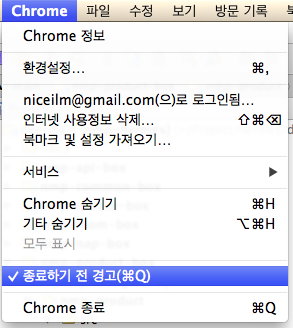 Chrome 파일 수정 보기 방문 기록
Chrome 정보
환경설정... ⌘,
niceilm@gmail.com(으)로 로그인됨...
인터넷 사용정보 삭제... ⇧⌘⌫
북마크 및 설정 가져오기...
서비스 ▶
Chrome 숨기기 ⌘H
기타 숨기기 ⌥⌘H
모두 표시
✓ 종료하기 전 경고(⌘Q)
Chrome 종료 ⌘Q